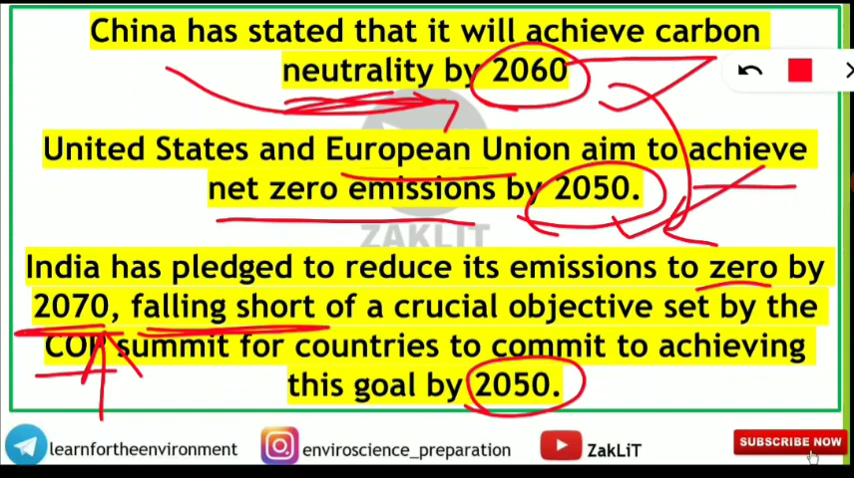 China has stated that it will achieve carbon
neutrality by 2060
United States and European Union aim to achieve
net zero emissions by 2050.
ZAKLIT
India has pledged to reduce its emissions to zero by
2070, falling short of a crucial objective set by the
COP summit for countries to commit to achieving
this goal by 2050.
learnfortheenvironment
enviroscience_preparation
ZakLiT
SUBSCRIBE NOW